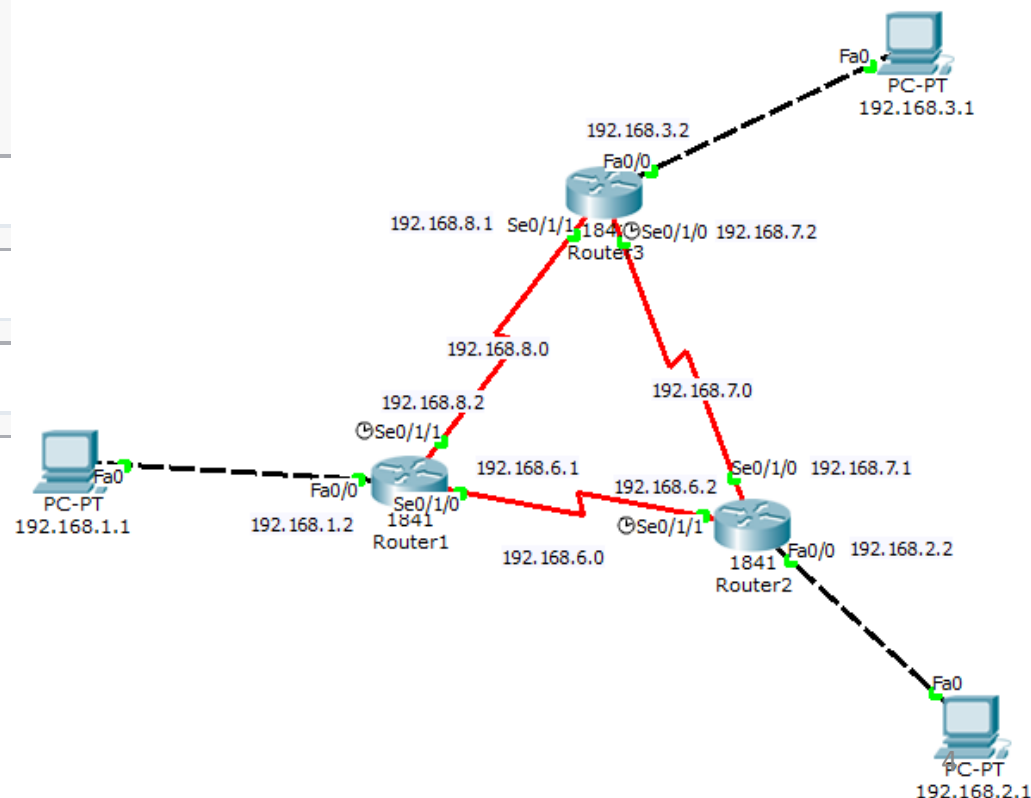 Fa0
PC-PT
192.168.3.1
192.168.3.2
Fa0/0
192.168.8.1
Se0/1/1
Se0/1/0
192.168.7.2
Router3
192.168.8.0
192.168.7.0
192.168.8.2
Se0/1/1
Fa0
PC-PT
192.168.1.1
Fa0/0
192.168.1.2
Se0/1/0
1841
Router1
192.168.6.1
192.168.6.2
Se0/1/1
192.168.6.0
Se0/1/0
192.168.7.1
Fa0/0
192.168.2.2
1841
Router2
Fa0
4
PC-PT
192.168.2.1